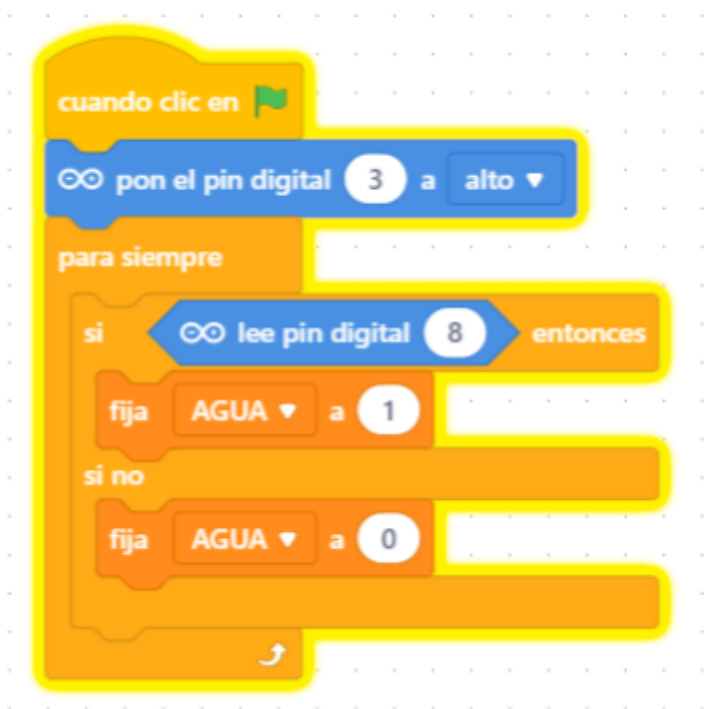 cuando clic en
pon el pin digital 3 a alto
para siempre
si lee pin digital 8 entonces
fija AGUA a 1
si no
fija AGUA a 0